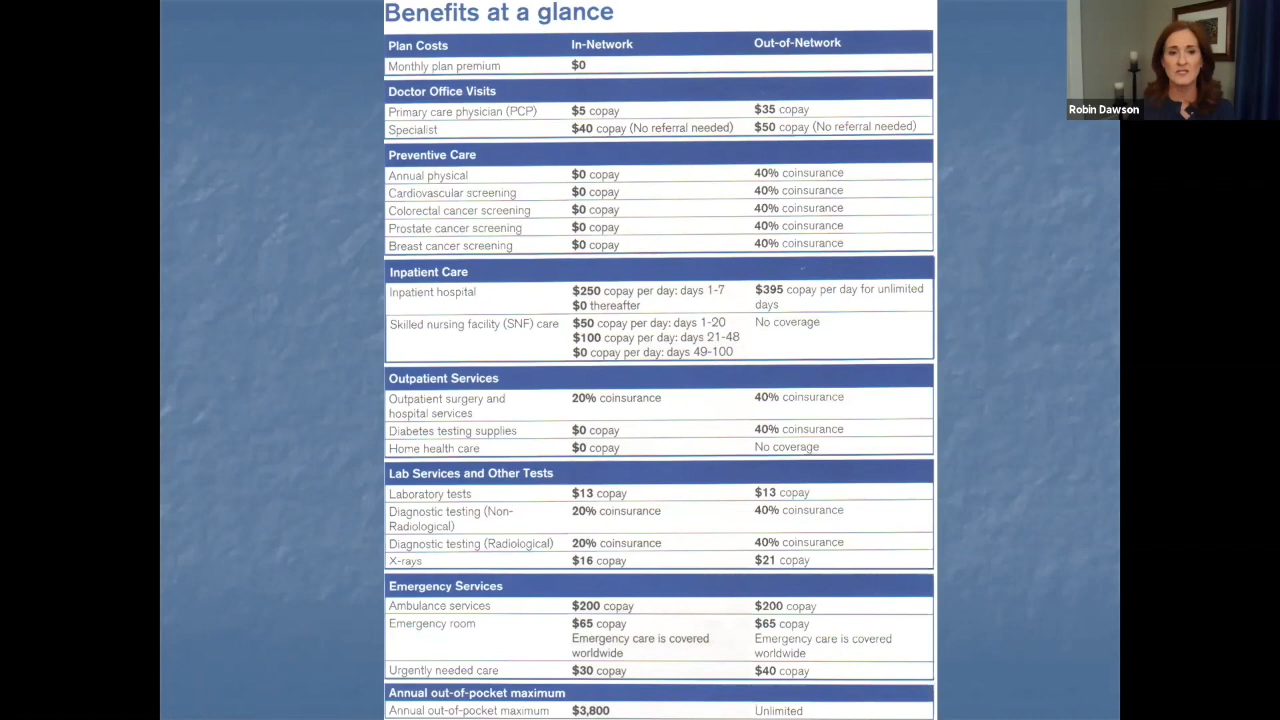 Benefits at a glance
Plan Costs In-Network Out-of-Network
Monthly plan premium $0
Doctor Office Visits
Primary care physician (PCP) $5 copay $35 copay
Specialist $40 copay (No referral needed) $50 copay (No referral needed)
Preventive Care
Annual physical $0 copay 40% coinsurance
Cardiovascular screening $0 copay 40% coinsurance
Colorectal cancer screening $0 copay 40% coinsurance
Prostate cancer screening $0 copay 40% coinsurance
Breast cancer screening $0 copay 40% coinsurance
Inpatient Care
Inpatient hospital $250 copay per day: days 1-7 $395 copay per day for unlimited
$0 thereafter days
Skilled nursing facility (SNF) care $50 copay per day: days 1-20 No coverage
$100 copay per day: days 21-48
$0 copay per day: days 49-100
Outpatient Services
Outpatient surgery and 20% coinsurance 40% coinsurance
hospital services
Diabetes testing supplies $0 copay 40% coinsurance
Home health care $0 copay No coverage
Lab Services and Other Tests
Laboratory tests $13 copay $13 copay
Diagnostic testing (Non- 20% coinsurance 40% coinsurance
Radiological)
Diagnostic testing (Radiological) 20% coinsurance 40% coinsurance
X-rays $16 copay $21 copay
Emergency Services
Ambulance services $200 copay $200 copay
Emergency room $65 copay $65 copay
Emergency care is covered Emergency care is covered
worldwide worldwide
Urgently needed care $30 copay $40 copay
Annual out-of-pocket maximum
Annual out-of-pocket maximum $3,800 Unlimited
Robin Dawson